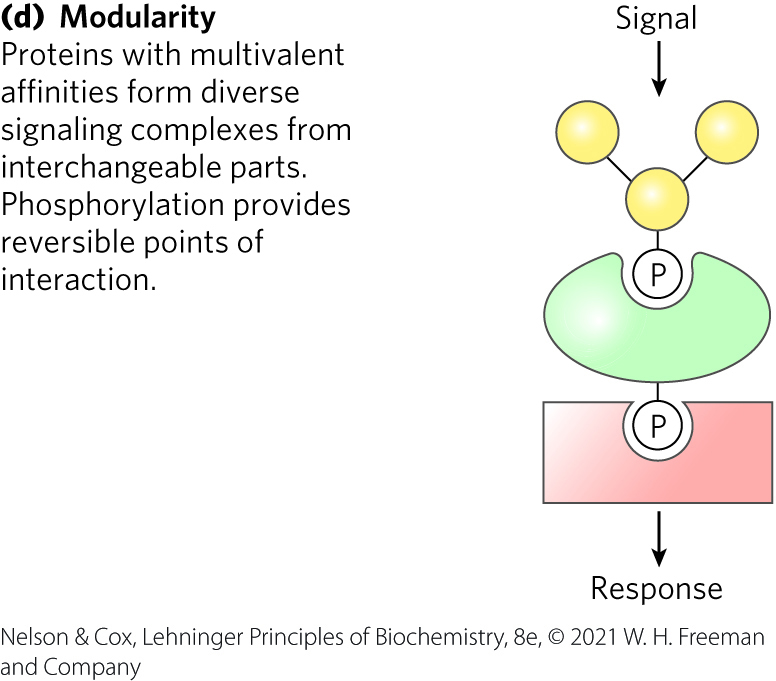 (d) Modularity
Proteins with multivalent
affinities form diverse
signaling complexes from
interchangeable parts.
Phosphorylation provides
reversible points of
interaction.
Signal
P
P
Response
Nelson & Cox, Lehninger Principles of Biochemistry, 8e, © 2021 W. H. Freeman
and Company